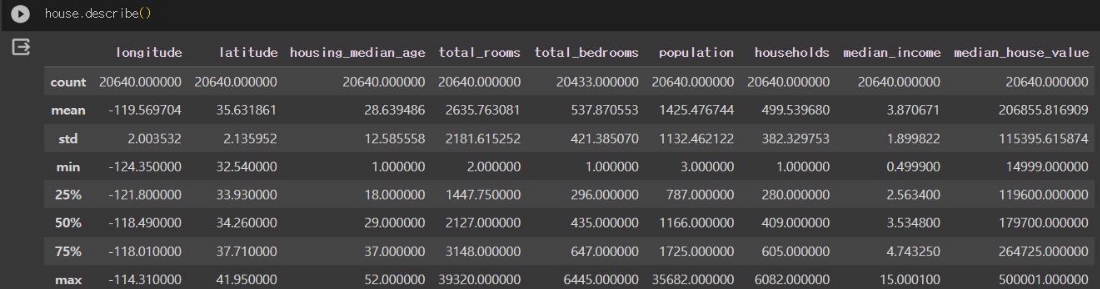 house.describe()
longitude latitude housing_median_age total_rooms total_bedrooms population households median_income median_house_value
count 20640.000000 20640.000000 20640.000000 20640.000000 20433.000000 20640.000000 20640.000000 20640.000000 20640.000000
mean -119.569704 35.631861 28.639486 2635.763081 537.870553 1425.476744 499.539680 3.870671 206855.816909
std 2.003532 2.135952 12.585558 2181.615252 421.385070 1132.462122 382.329753 1.899822 115395.615874
min -124.350000 32.540000 1.000000 2.000000 1.000000 3.000000 1.000000 0.499900 14999.000000
25% -121.800000 33.930000 18.000000 1447.750000 296.000000 787.000000 280.000000 2.563400 119600.000000
50% -118.490000 34.260000 29.000000 2127.000000 435.000000 1166.000000 409.000000 3.534800 179700.000000
75% -118.010000 37.710000 37.000000 3148.000000 647.000000 1725.000000 605.000000 4.743250 264725.000000
max -114.310000 41.950000 52.000000 39320.000000 6445.000000 35682.000000 6082.000000 15.000100 500001.000000